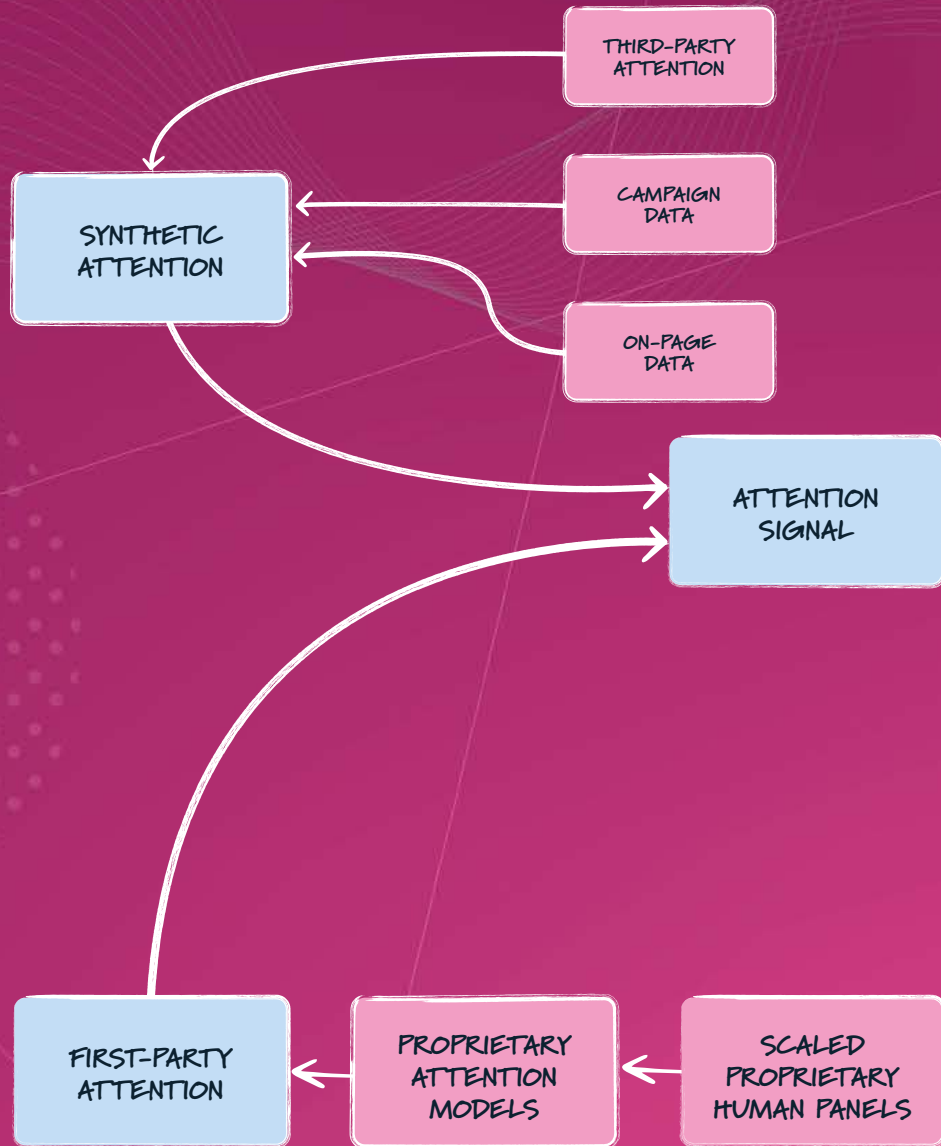 THIRD-PARTY
ATTENTION
CAMPAIGN
DATA
SYNTHETIC
ATTENTION
ON-PAGE
DATA
ATTENTION
SIGNAL
FIRST-PARTY
ATTENTION
PROPRIETARY
ATTENTION
MODELS
SCALED
PROPRIETARY
HUMAN PANELS